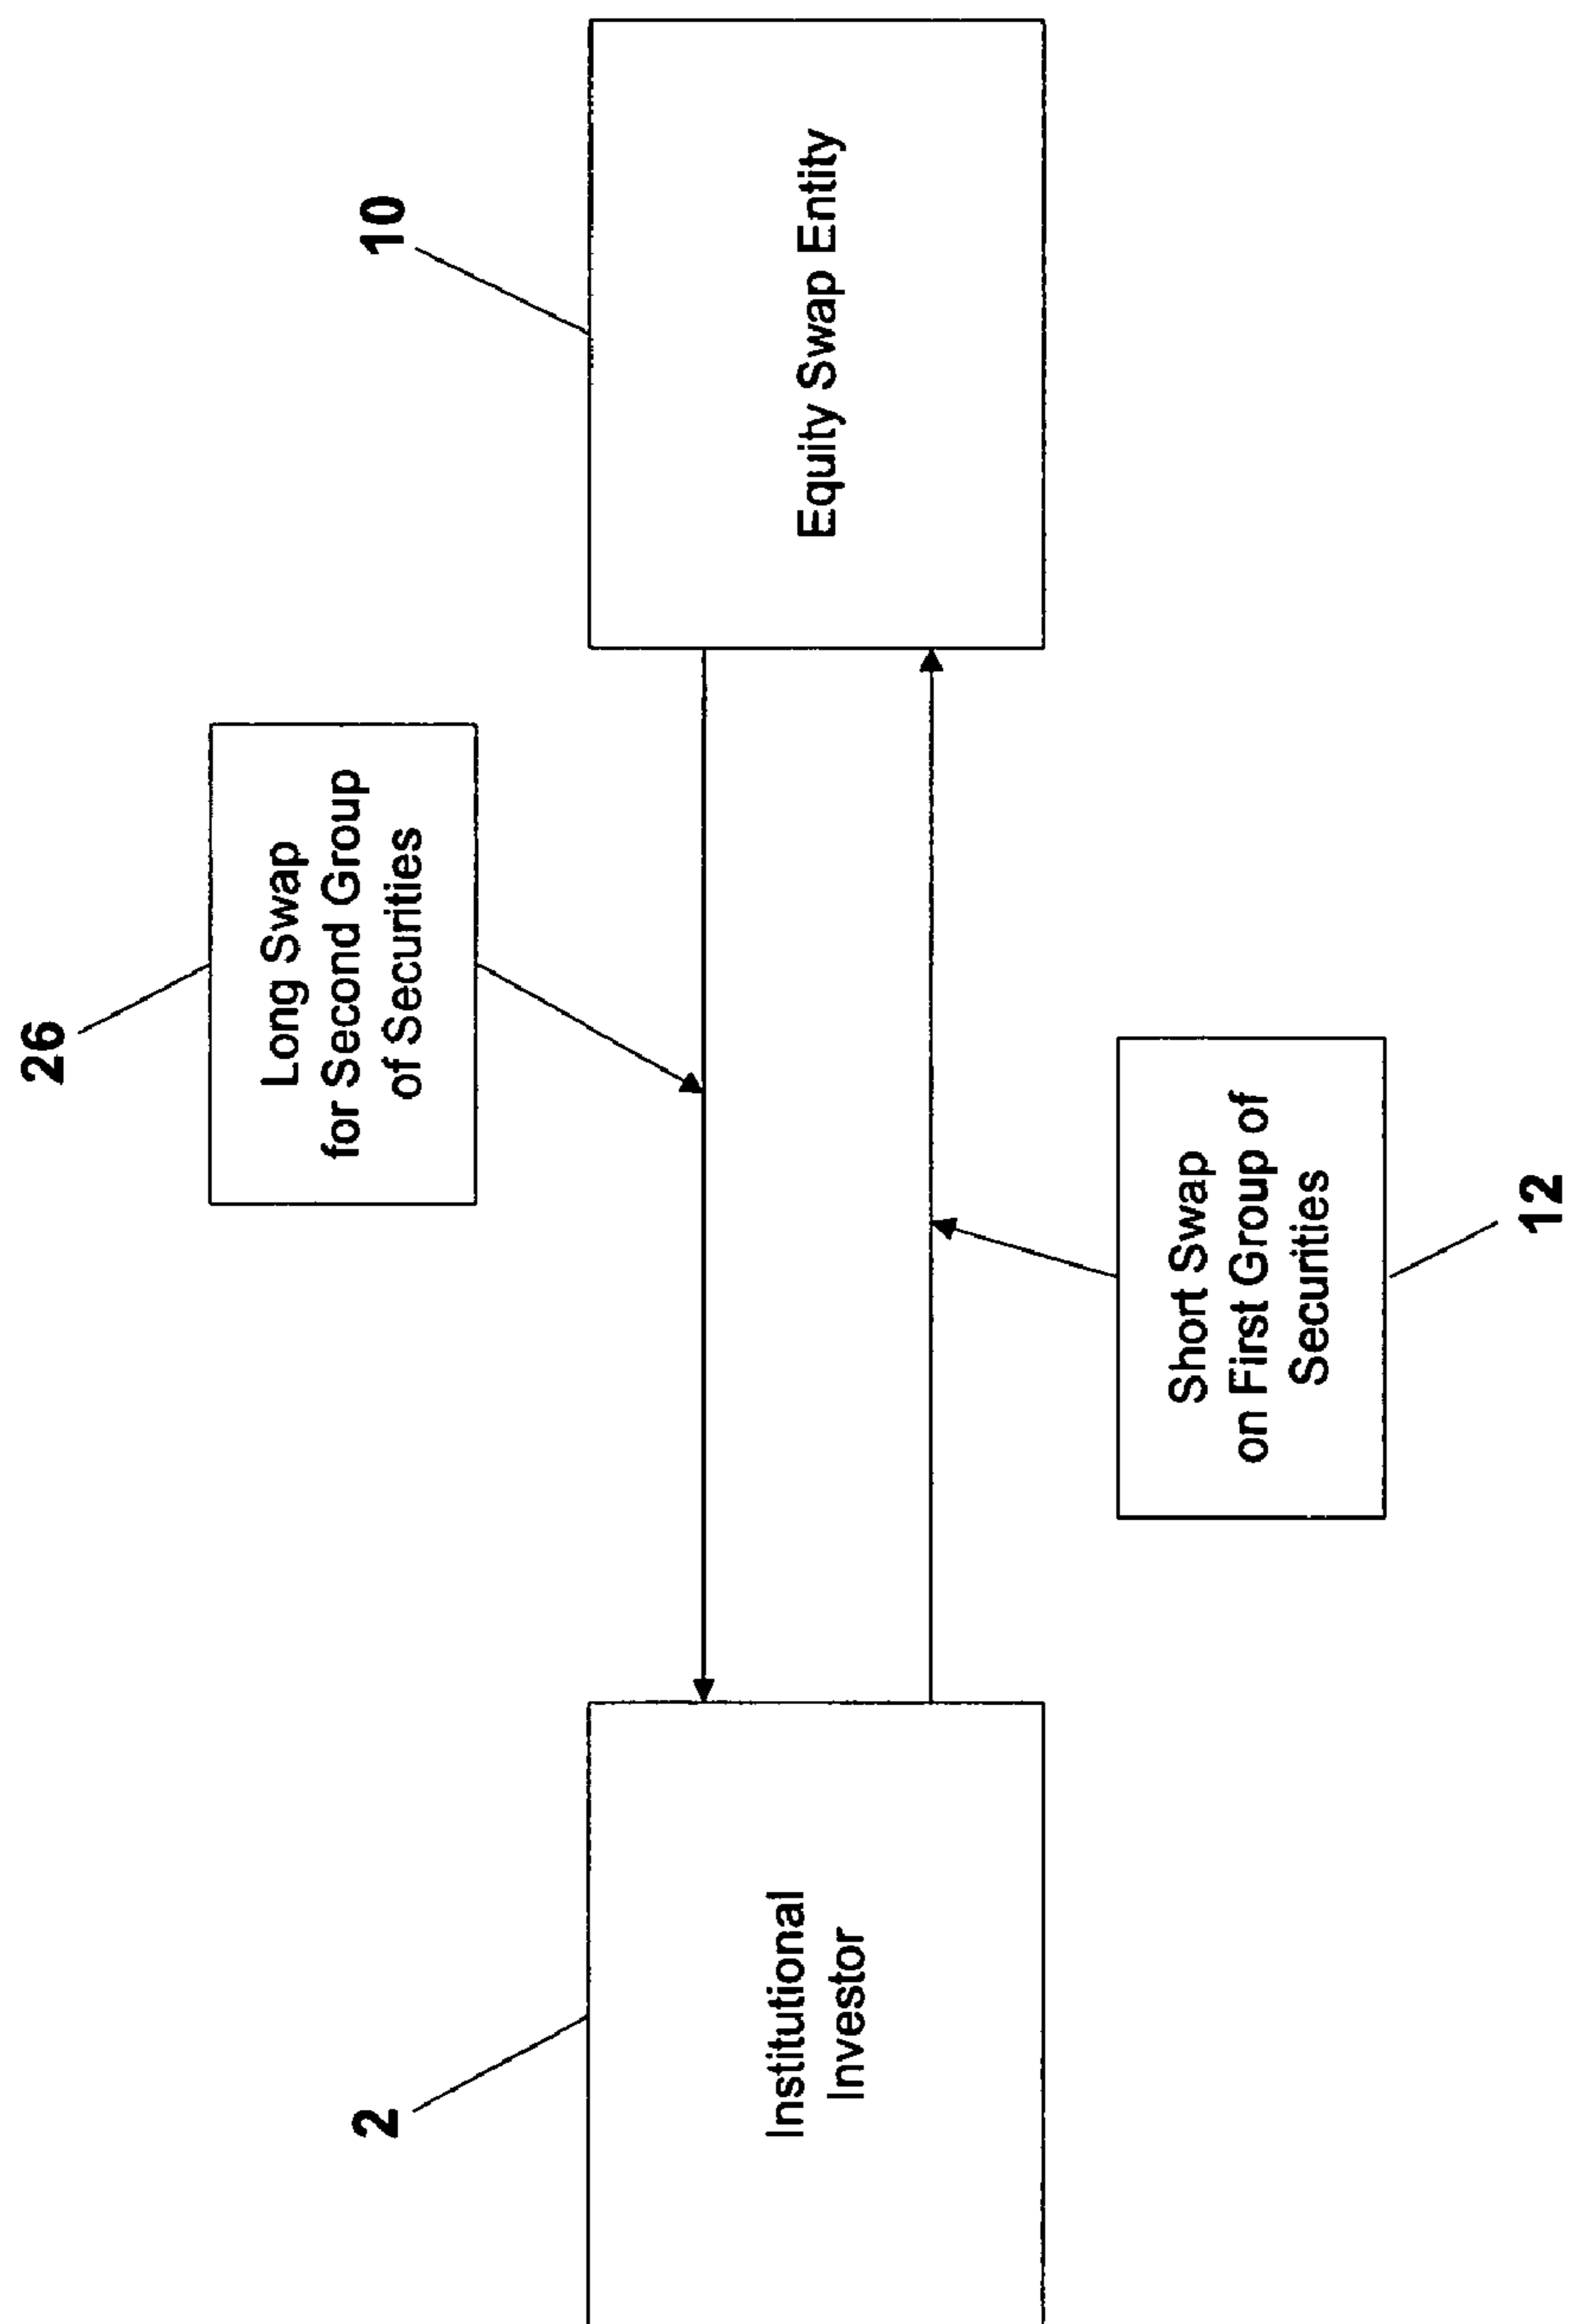 26
Long Swap
for Second Group
of Securities
2
Institutional
Investor
10
Equity Swap Entity
Short Swap
on First Group of
Securities
12